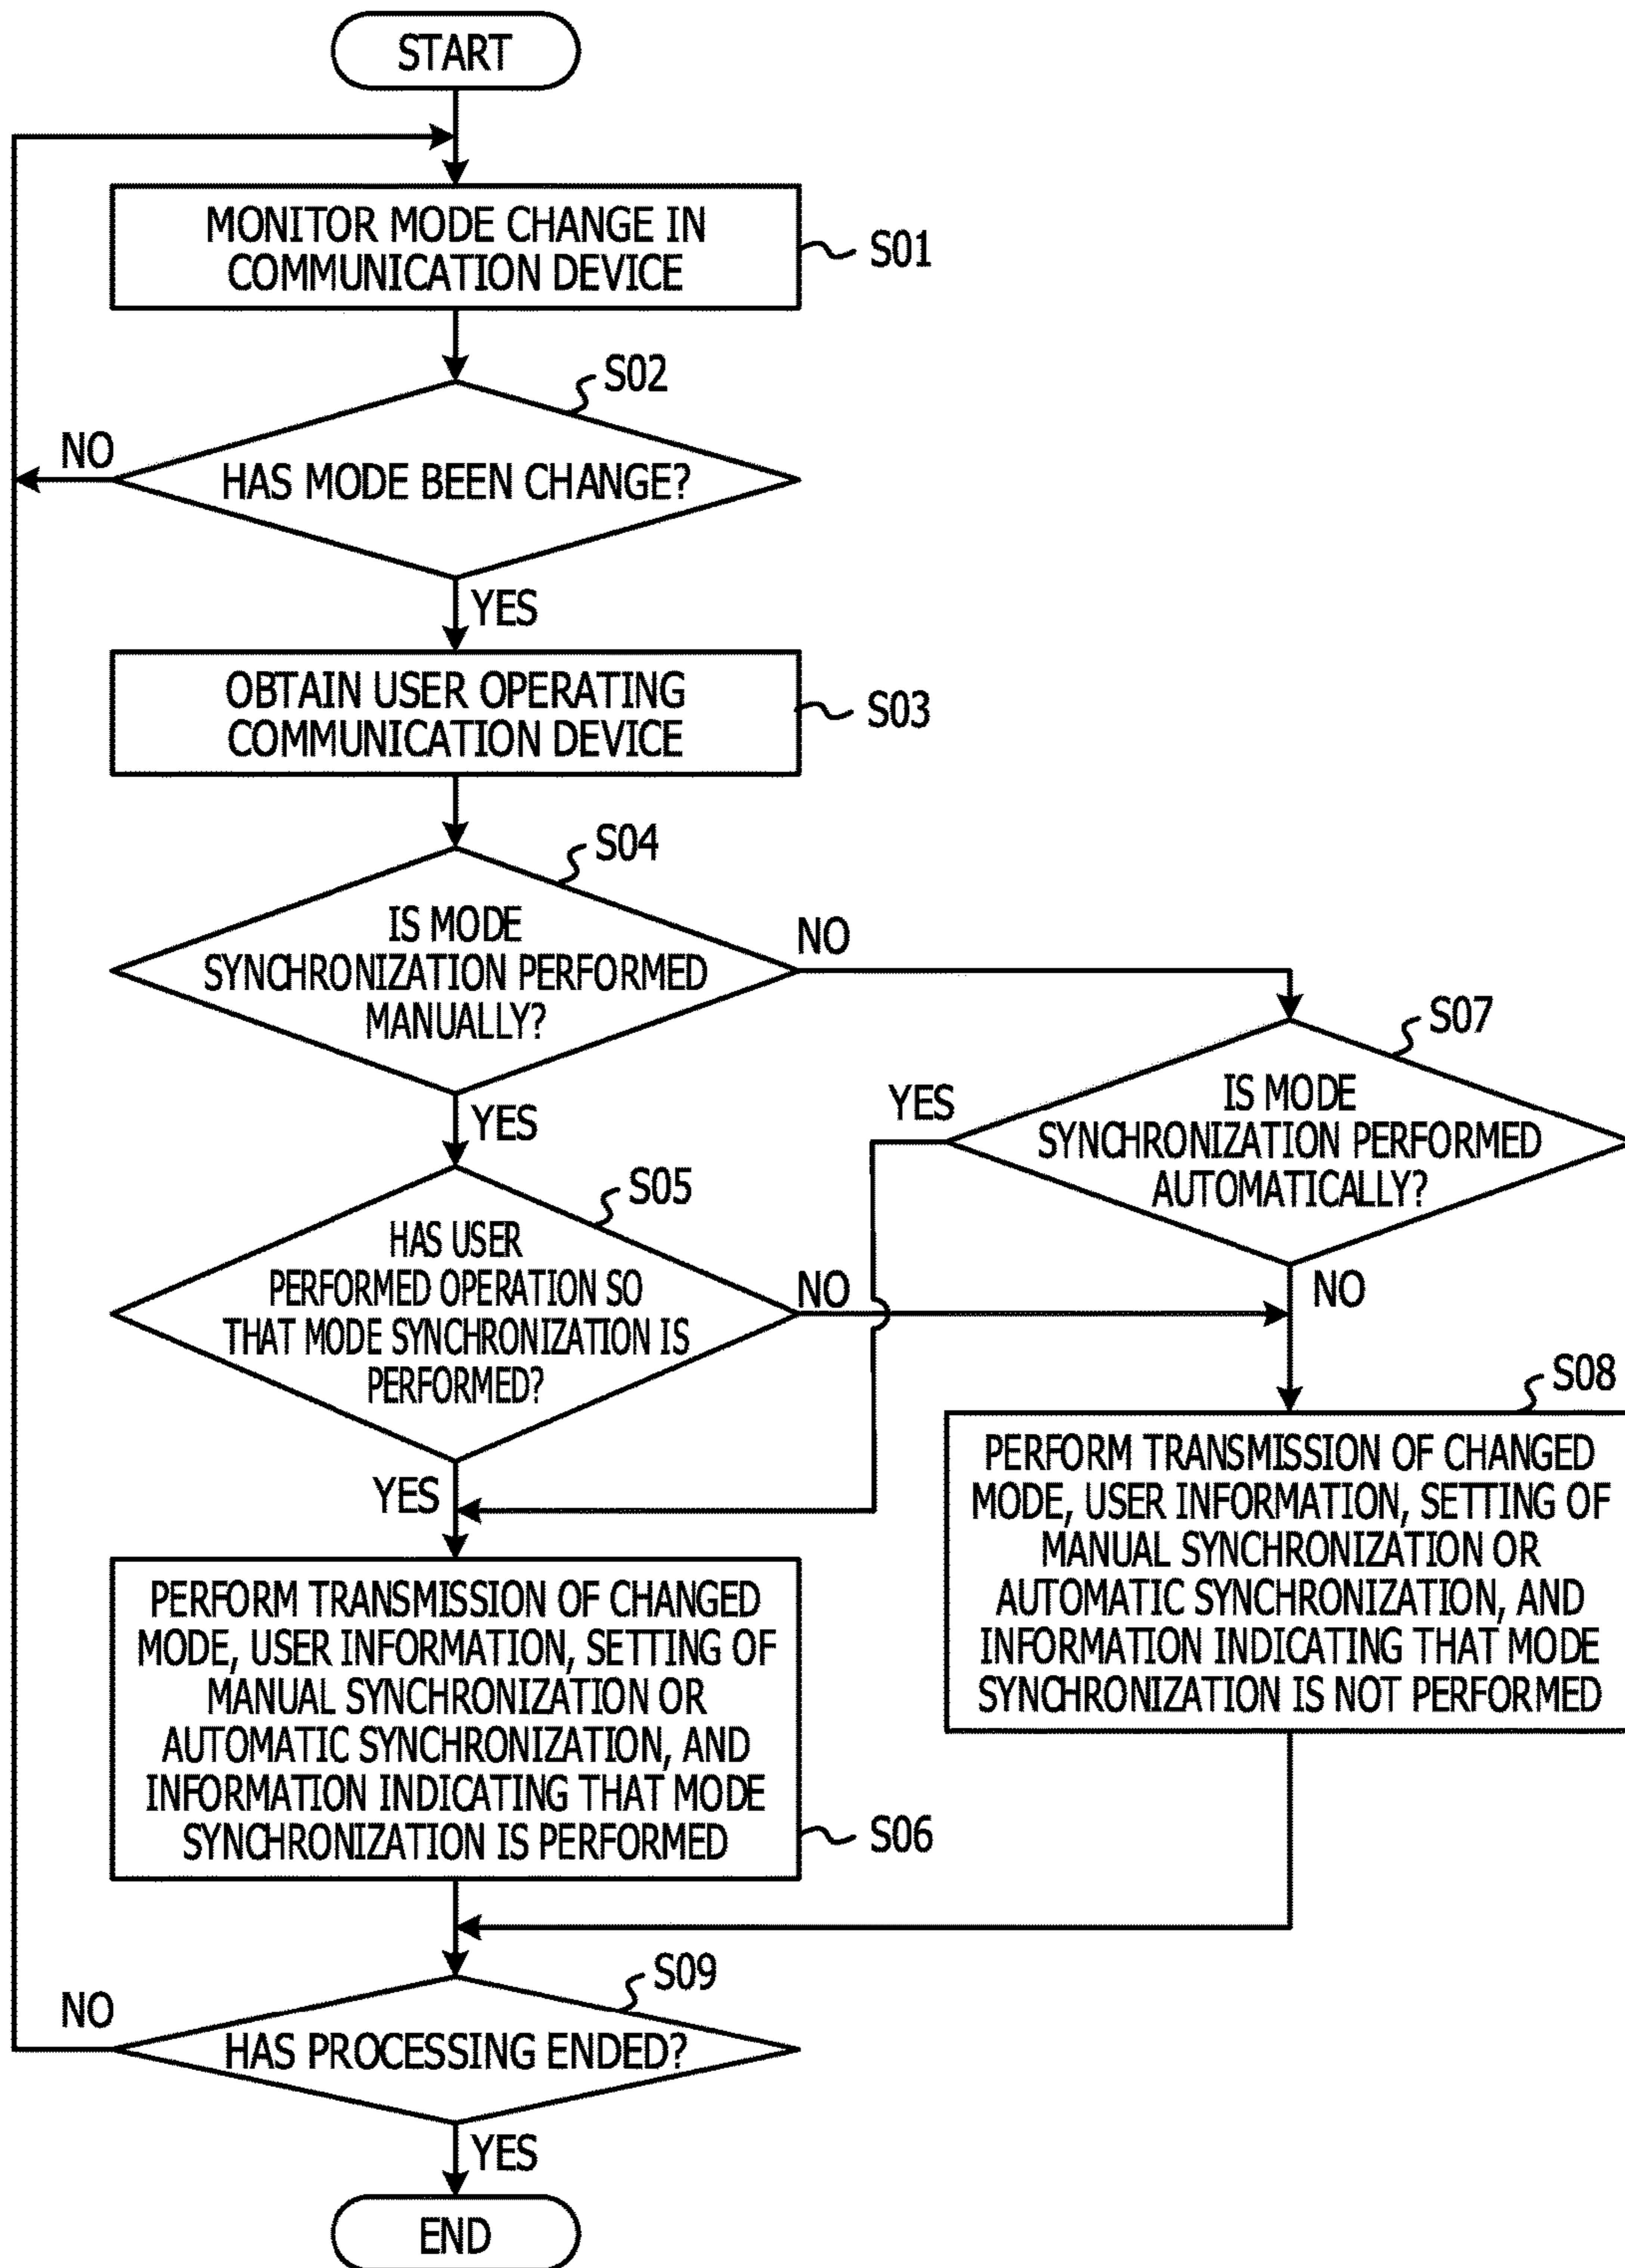 START
MONITOR MODE CHANGE IN
COMMUNICATION DEVICE
S01
S02
NO
HAS MODE BEEN CHANGE?
YES
OBTAIN USER OPERATING
COMMUNICATION DEVICE
S03
S04
IS MODE
SYNCHRONIZATION PERFORMED
MANUALLY?
NO
YES
S07
IS MODE
SYNCHRONIZATION PERFORMED
AUTOMATICALLY?
YES
NO
S05
HAS USER
PERFORMED OPERATION SO
THAT MODE SYNCHRONIZATION IS
PERFORMED?
NO
YES
S08
PERFORM TRANSMISSION OF CHANGED
MODE, USER INFORMATION, SETTING OF
MANUAL SYNCHRONIZATION OR
AUTOMATIC SYNCHRONIZATION, AND
INFORMATION INDICATING THAT MODE
SYNCHRONIZATION IS NOT PERFORMED
PERFORM TRANSMISSION OF CHANGED
MODE, USER INFORMATION, SETTING OF
MANUAL SYNCHRONIZATION OR
AUTOMATIC SYNCHRONIZATION, AND
INFORMATION INDICATING THAT MODE
SYNCHRONIZATION IS PERFORMED
S06
S09
NO
HAS PROCESSING ENDED?
YES
END